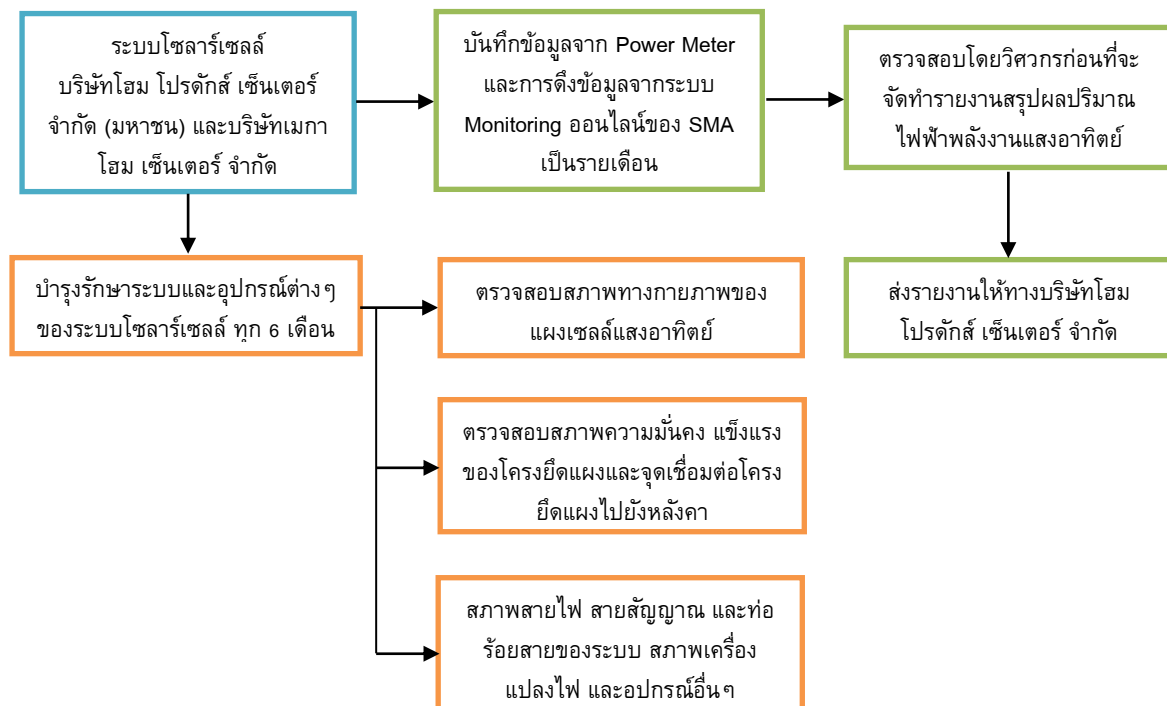 ระบบโซลาร์เซลล์
บริษัทโฮม โปรดักส์ เซ็นเตอร์
จำกัด (มหาชน) และบริษัทเมกา
โฮม เซ็นเตอร์ จำกัด
บันทึกข้อมูลจาก Power Meter
และการดึงข้อมูลจากระบบ
Monitoring ออนไลน์ของ SMA
เป็นรายเดือน
ตรวจสอบโดยวิศวกรก่อนที่จะ
จัดทำรายงานสรุปผลปริมาณ
ไฟฟ้าพลังงานแสงอาทิตย์
บำรุงรักษาระบบและอุปกรณ์ต่างๆ
ของระบบโซลาร์เซลล์ ทุก 6 เดือน
ตรวจสอบสภาพทางกายภาพของ
แผงเซลล์แสงอาทิตย์
ส่งรายงานให้ทางบริษัทโฮม
โปรดักส์ เซ็นเตอร์ จำกัด
ตรวจสอบสภาพความมั่นคง แข็งแรง
ของโครงยึดแผงและจุดเชื่อมต่อโครง
ยึดแผงไปยังหลังคา
สภาพสายไฟ สายสัญญาณ และท่อ
ร้อยสายของระบบ สภาพเครื่อง
แปลงไฟ และอุปกรณ์อื่นๆ